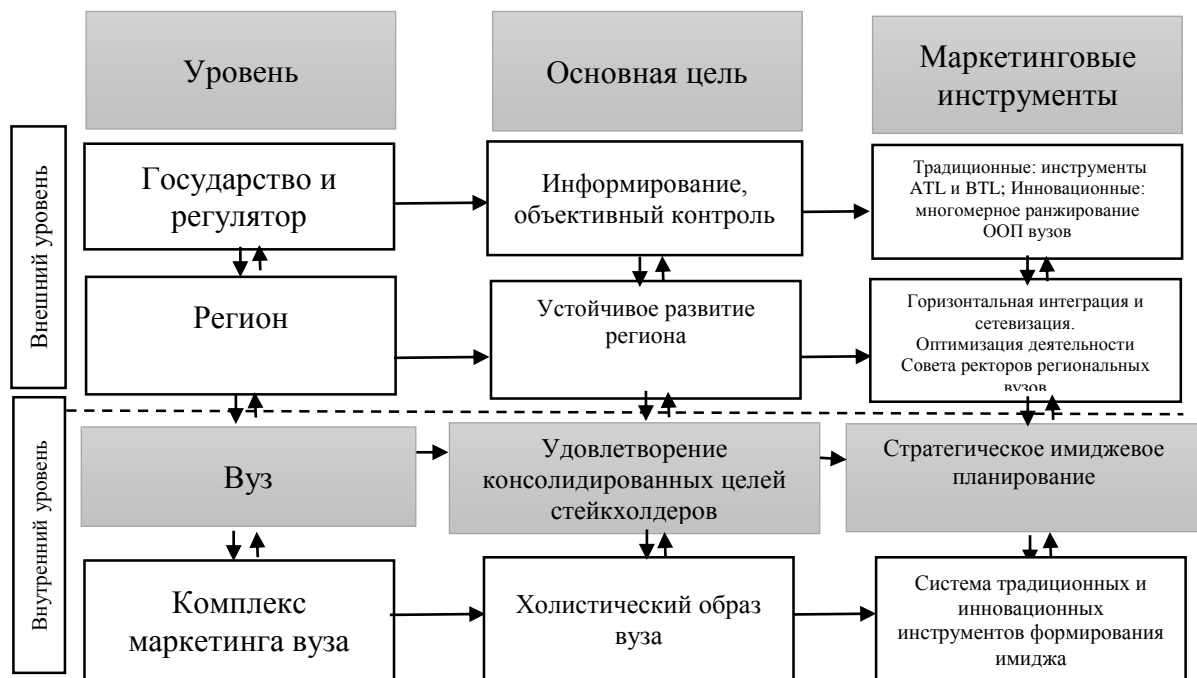 Уровень
Основная цель
Маркетинговые
инструменты
Внешний уровень
Государство и
регулятор
Информирование,
объективный контроль
Традиционные: инструменты
ATL и BTL; Инновационные:
многомерное ранжирование
ООП вузов
Регион
Устойчивое развитие
региона
Горизонтальная интеграция и
сетевизация.
Оптимизация деятельности
Совета ректоров региональных
вузов
Внутренний уровень
Вуз
Удовлетворение
консолидированных целей
стейкхолдеров
Стратегическое имиджевое
планирование
Комплекс
маркетинга вуза
Холистический образ
вуза
Система традиционных и
инновационных
инструментов формирования
имиджа